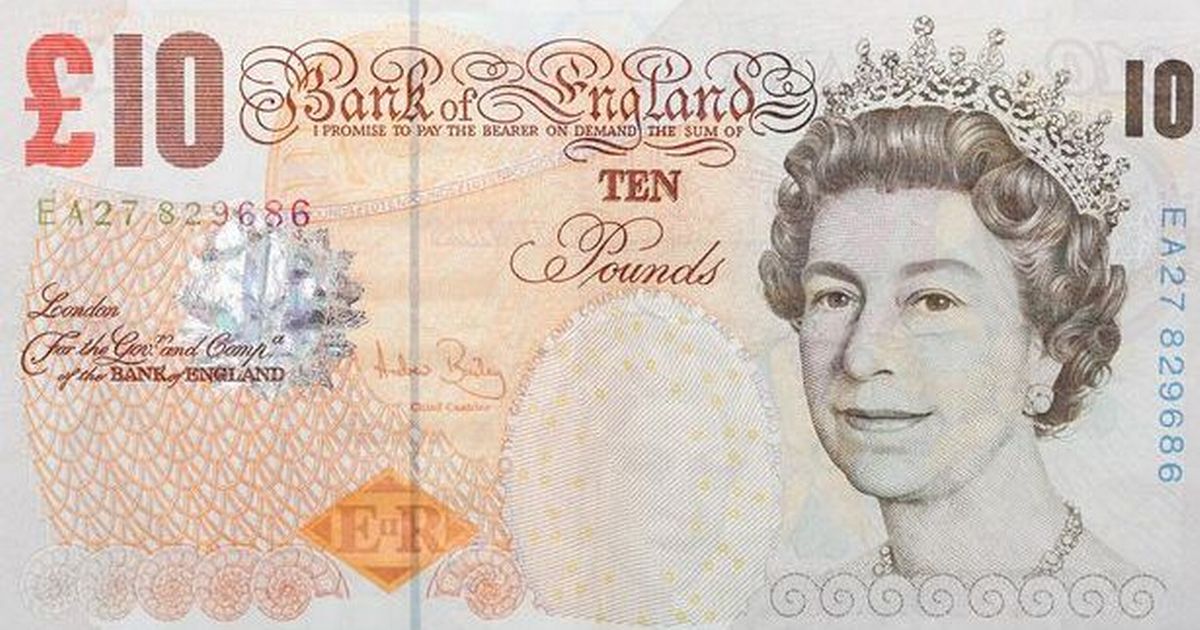 £10
Bank of England
10
I PROMISE TO PAY THE BEARER ON DEMAND THE SUM OF
TEN
Pounds
EA27 829686
EA27 829686
London
For the Gov.ʳ and Comp.ᵃ
of the BANK of ENGLAND
Andrew Bailey
Chief Cashier
EIIR